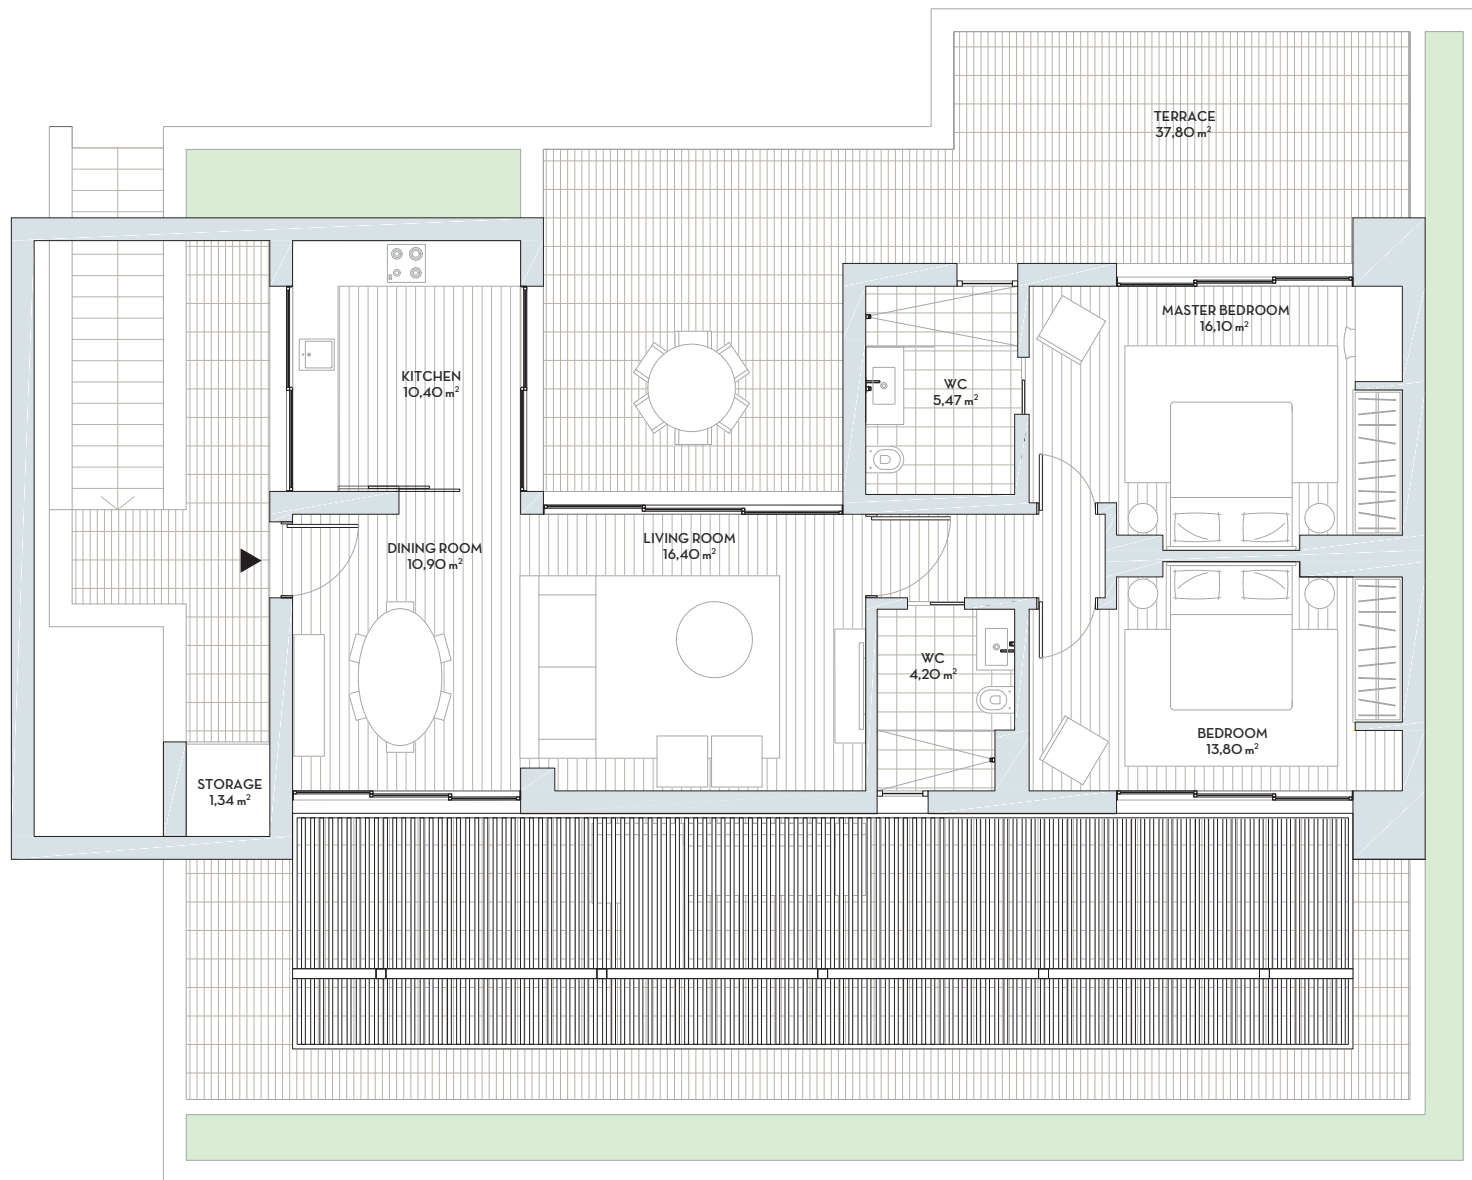 TERRACE
37,80 m²
MASTER BEDROOM
16,10 m²
KITCHEN
10,40 m²
WC
5,47 m²
LIVING ROOM
16,40 m²
DINING ROOM
10,90 m²
WC
4,20 m²
BEDROOM
13,80 m²
STORAGE
1,34 m²